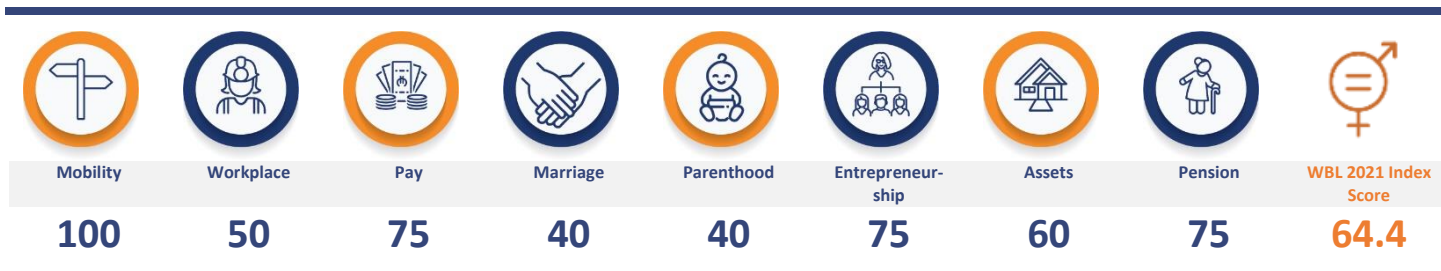 Mobility
Workplace
Pay
Marriage
Parenthood
Entrepreneur-
ship
Assets
Pension
WBL 2021 Index
Score
100
50
75
40
40
75
60
75
64.4